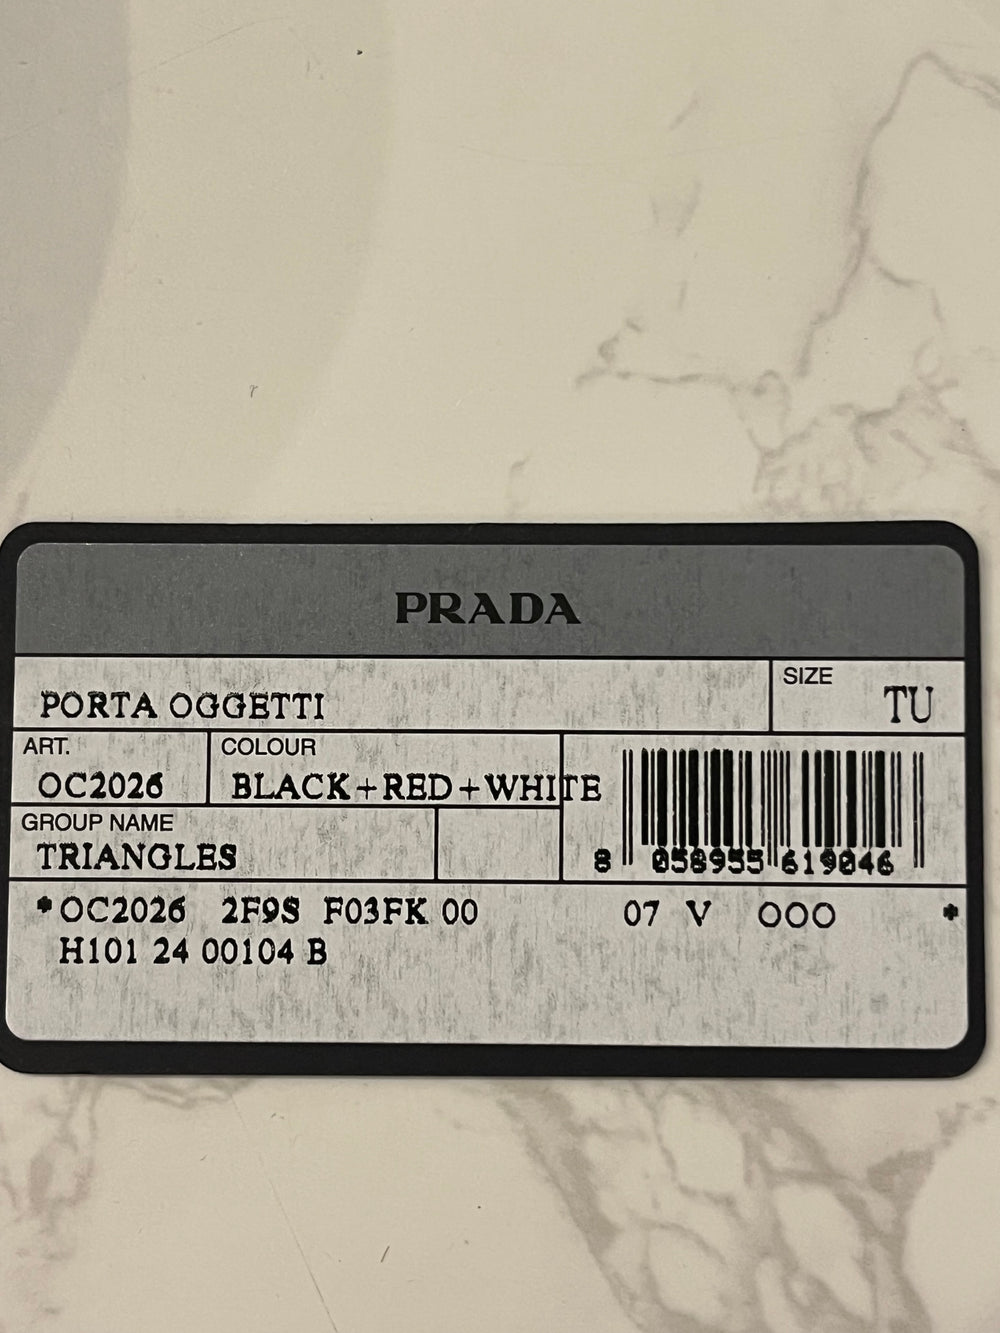 PRADA
PORTA OGGETTI
SIZE
TU
ART.
OC2026
COLOUR
BLACK+RED+WHITE
GROUP NAME
TRIANGLES
8 058955 619046
*OC2026 2F9S F03FK 00 07 V OOO *
H101 24 00104 B